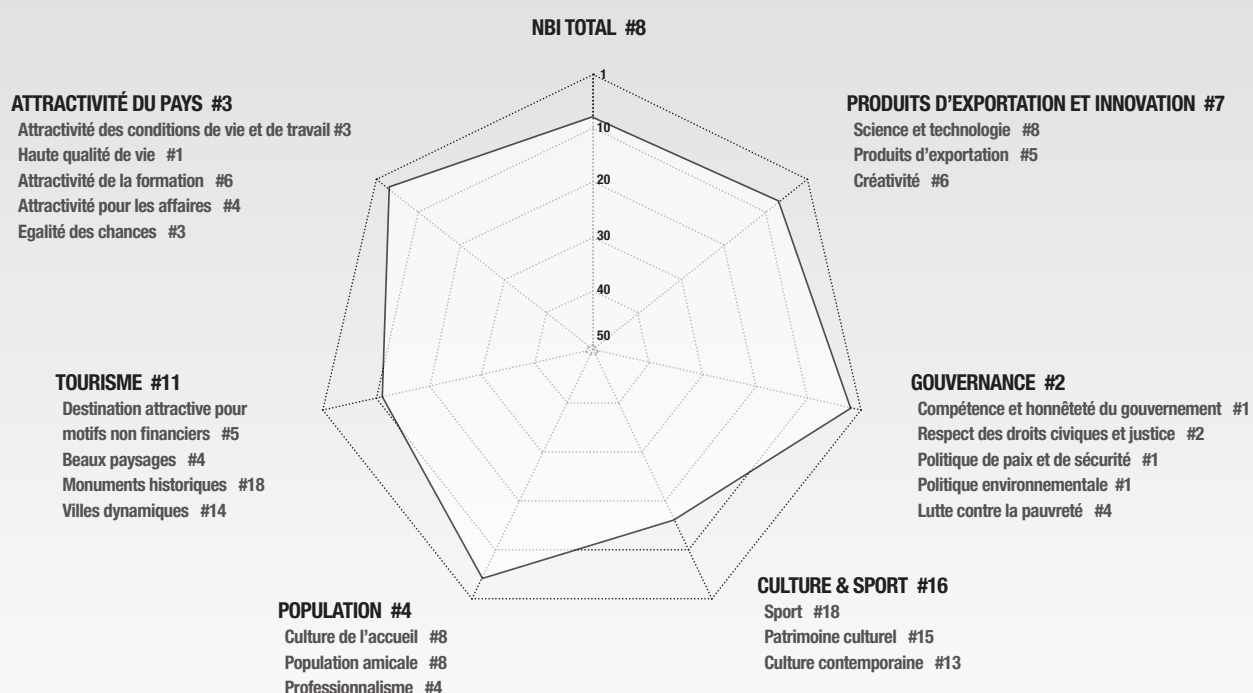 NBI TOTAL #8
1
10
20
30
40
50
ATTRACTIVITÉ DU PAYS #3
Attractivité des conditions de vie et de travail #3
Haute qualité de vie #1
Attractivité de la formation #6
Attractivité pour les affaires #4
Egalité des chances #3
PRODUITS D'EXPORTATION ET INNOVATION #7
Science et technologie #8
Produits d'exportation #5
Créativité #6
TOURISME #11
Destination attractive pour
motifs non financiers #5
Beaux paysages #4
Monuments historiques #18
Villes dynamiques #14
GOUVERNANCE #2
Compétence et honnêteté du gouvernement #1
Respect des droits civiques et justice #2
Politique de paix et de sécurité #1
Politique environnementale #1
Lutte contre la pauvreté #4
POPULATION #4
Culture de l'accueil #8
Population amicale #8
Professionnalisme #4
CULTURE & SPORT #16
Sport #18
Patrimoine culturel #15
Culture contemporaine #13